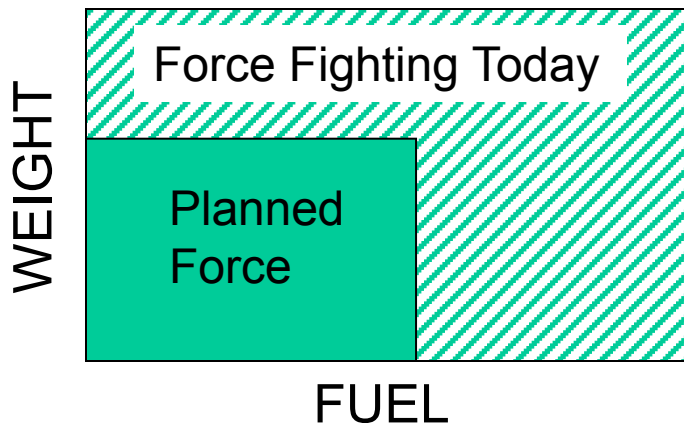 Force Fighting Today
WEIGHT
Planned
Force
FUEL